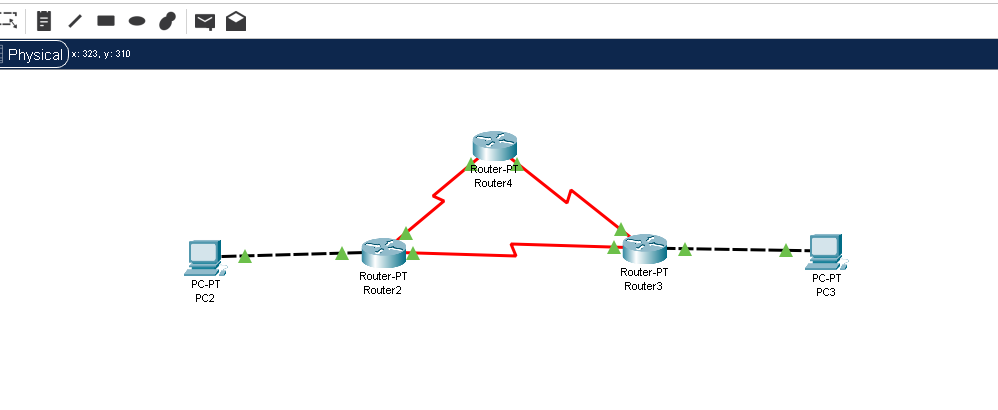 Physical x: 323, y: 310
Router-PT
Router4
Router-PT
Router2
Router-PT
Router3
PC-PT
PC2
PC-PT
PC3